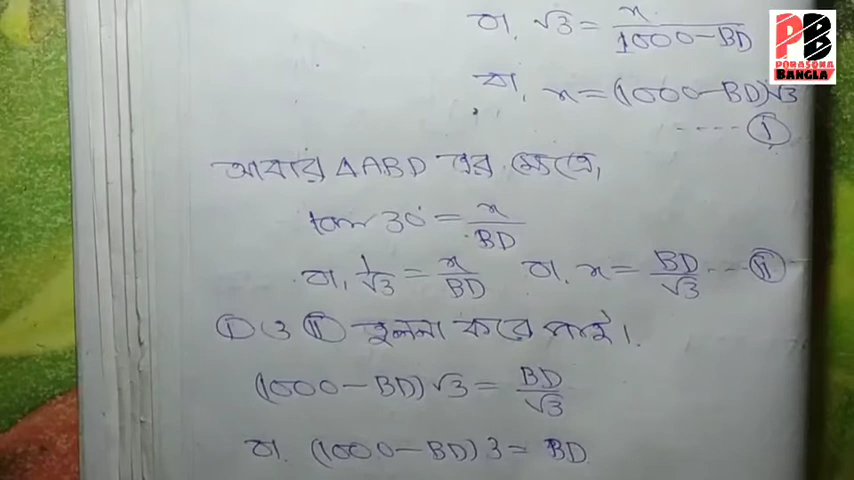 বা, √3 = x/(1000-BD)
PB
PORASONA
BANGLA
বা, x = (1000-BD)√3
---- (i)
আবার ΔABD এর ক্ষেত্রে,
tan 30° = x/BD
বা, 1/√3 = x/BD বা, x = BD/√3 --- (ii)
(i) ও (ii) তুলনা করে পাই।
(1000-BD)√3 = BD/√3
বা. (1000-BD)3 = BD